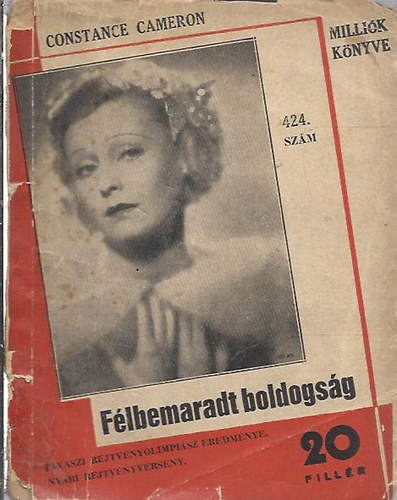 CONSTANCE CAMERON
MILLIÓK
KÖNYVE
424.
SZÁM
Félbemaradt boldogság
TAVASZI REJTVÉNYOLIMPIASZ EREDMÉNYE.
NYÁRI REJTVÉNYVERSENY.
20
FILLÉR